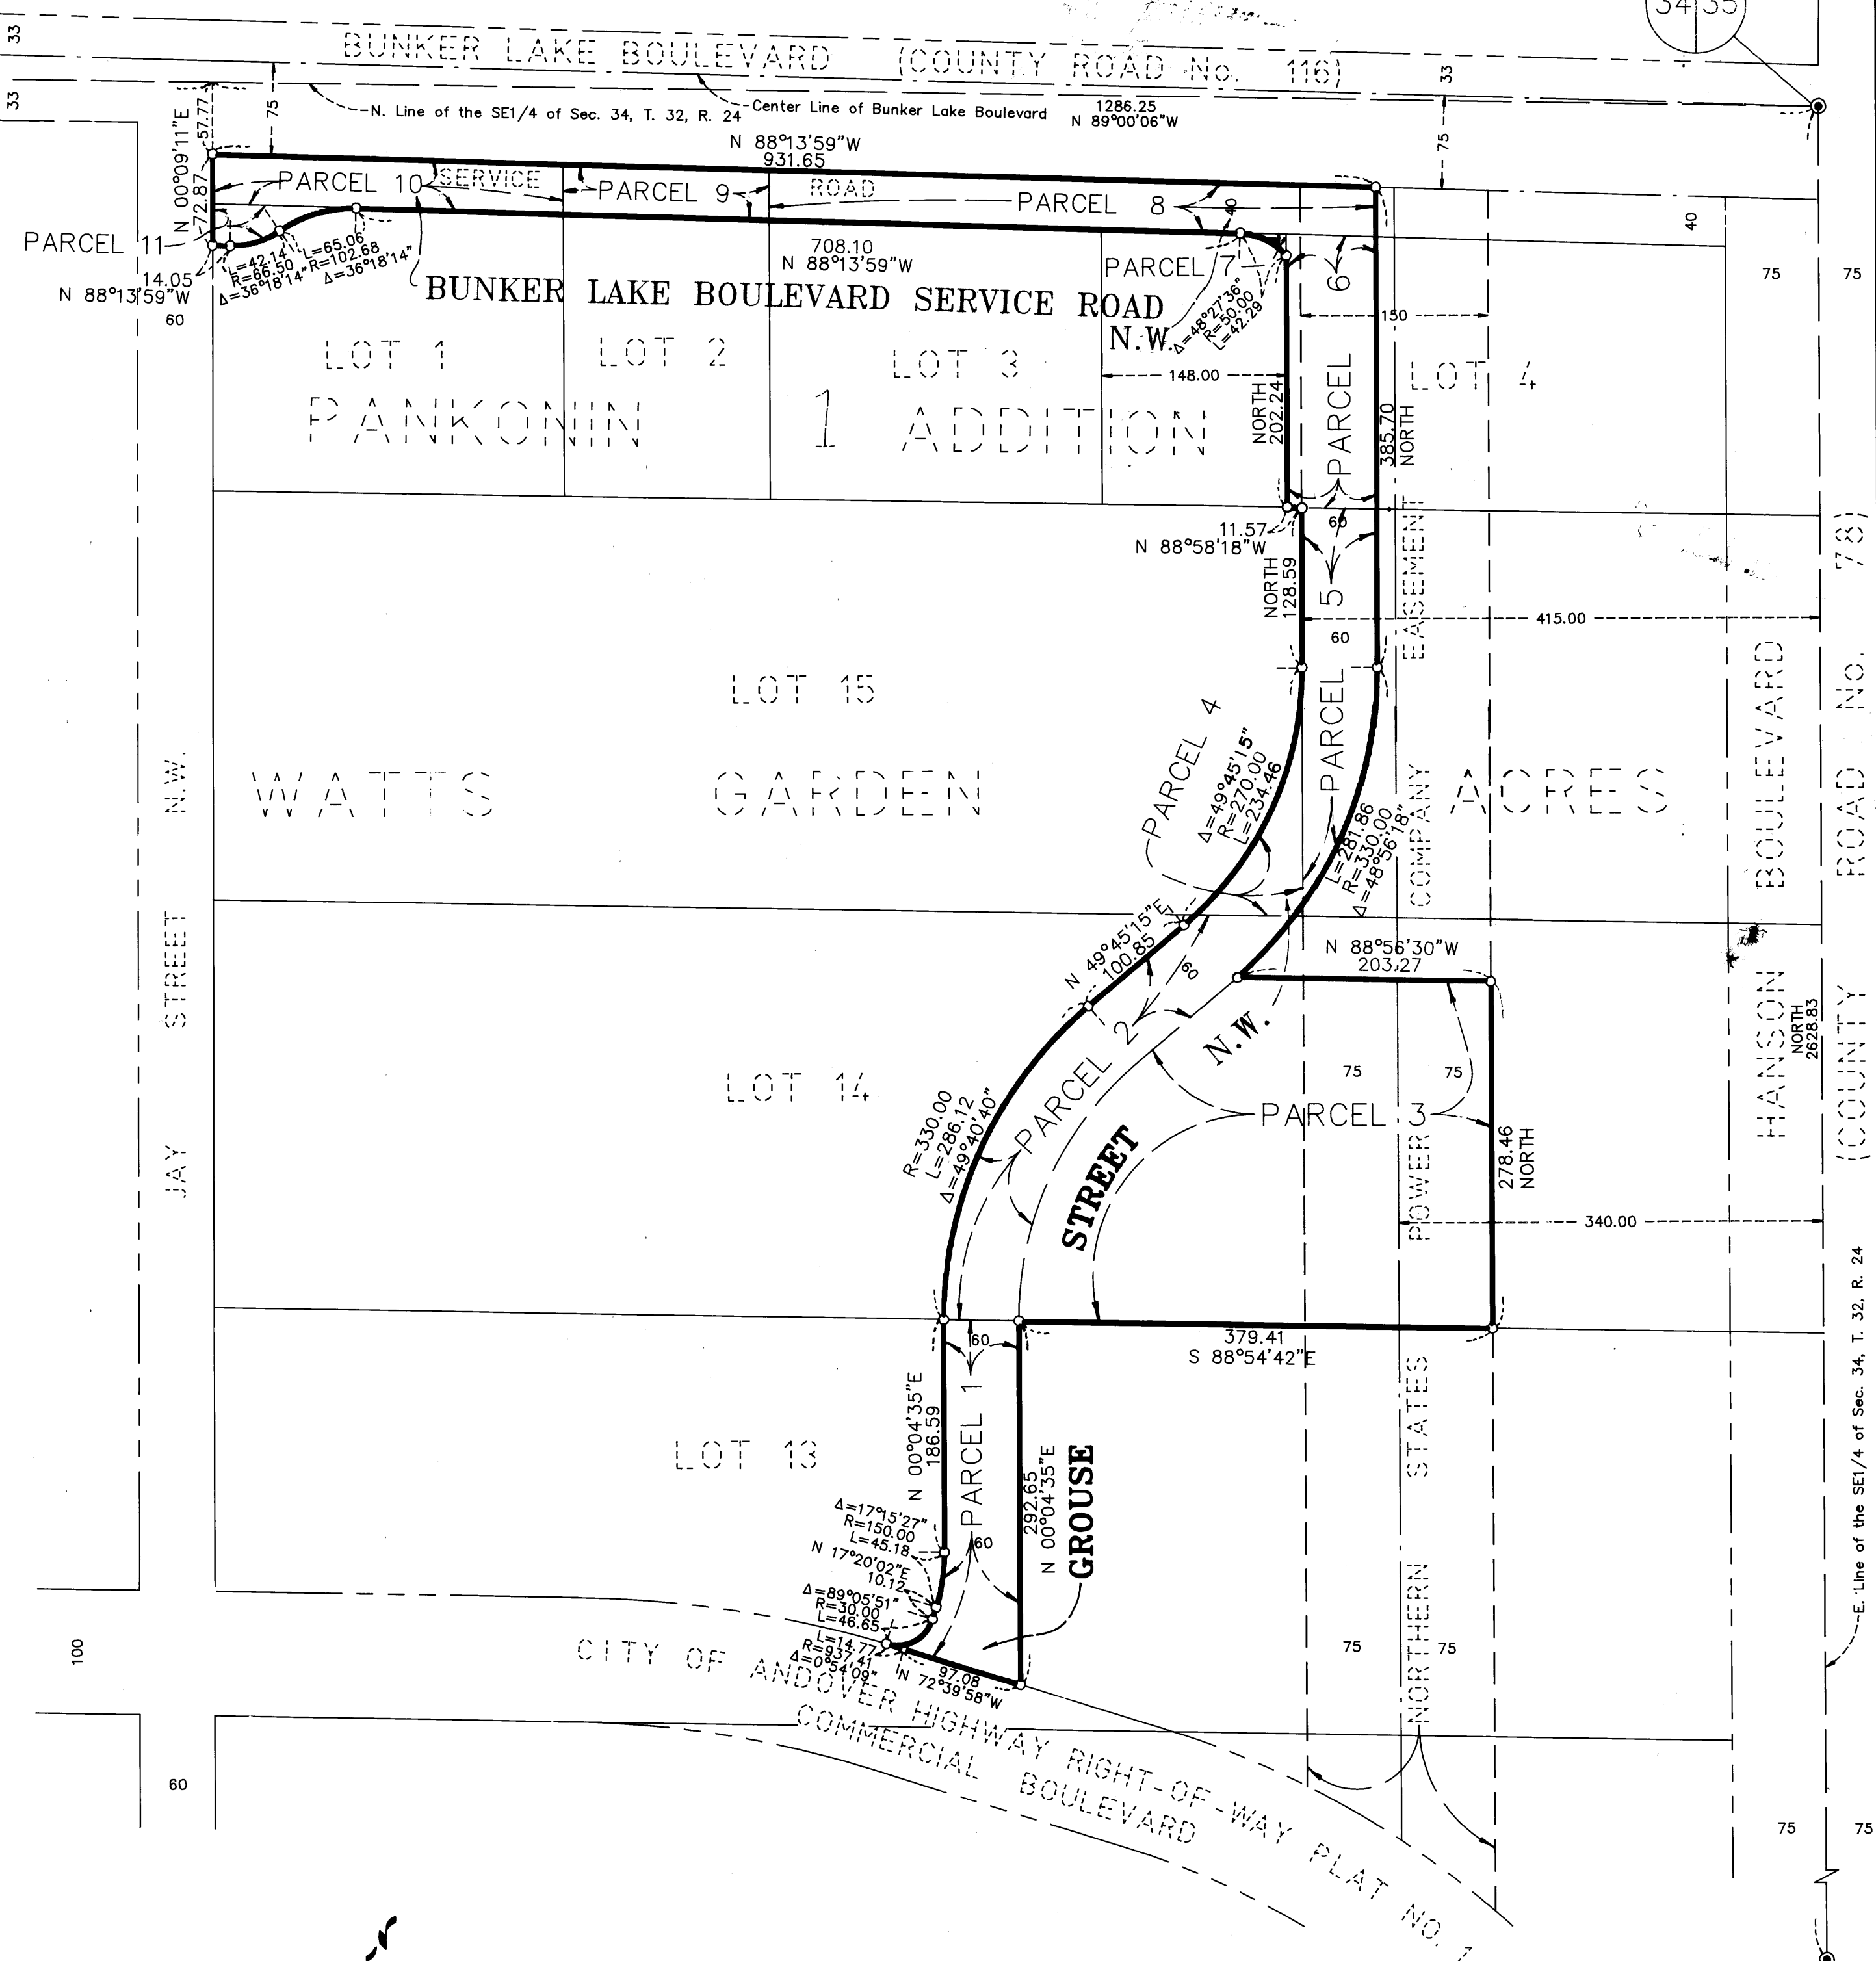 34 35
33
BUNKER LAKE BOULEVARD (COUNTY ROAD No. 116)
33
33
75
N. Line of the SE1/4 of Sec. 34, T. 32, R. 24
Center Line of Bunker Lake Boulevard
1286.25
N 89°00'06"W
75
57.77
N 00°09'11"E
72.87
N 88°13'59"W
931.65
PARCEL 10
SERVICE
PARCEL 9
ROAD
PARCEL 8
40
40
PARCEL 11
14.05
N 88°13'59"W
L=42.14
R=66.50
Δ=36°18'14"
L=65.06
R=102.68
Δ=36°18'14"
708.10
N 88°13'59"W
PARCEL 7
Δ=48°27'36"
R=50.00
L=42.29
PARCEL 6
150
75
75
BUNKER LAKE BOULEVARD SERVICE ROAD
N.W.
60
LOT 1
LOT 2
LOT 3
LOT 4
148.00
PANKONIN 1 ADDITION
NORTH
202.24
385.70
NORTH
11.57
N 88°58'18"W
60
NORTH
128.59
PARCEL 5
60
415.00
LOT 15
WATTS GARDEN ACRES
PARCEL 4
Δ=49°45'15"
R=270.00
L=234.46
L=281.86
R=330.00
Δ=48°56'18"
N 49°45'15"E
100.85
60
N 88°56'30"W
203.27
PARCEL 2
N.W.
75
75
PARCEL 3
LOT 14
R=330.00
L=286.12
Δ=49°40'40"
STREET
278.46
NORTH
340.00
JAY STREET N.W.
HANSON BOULEVARD
(COUNTY ROAD No. 78)
NORTH
2628.83
379.41
S 88°54'42"E
60
N 00°04'35"E
186.59
PARCEL 1
292.65
N 00°04'35"E
GROUSE
LOT 13
60
Δ=17°15'27"
R=150.00
L=45.18
N 17°20'02"E
10.12
Δ=89°05'51"
R=30.00
L=46.65
L=14.77
R=937.41
Δ=0°54'09"
97.08
N 72°39'58"W
75
75
NORTHERN STATES POWER COMPANY EASEMENT
E. Line of the SE1/4 of Sec. 34, T. 32, R. 24
100
60
CITY OF ANDOVER HIGHWAY RIGHT-OF-WAY PLAT NO. 1
COMMERCIAL BOULEVARD
75
75